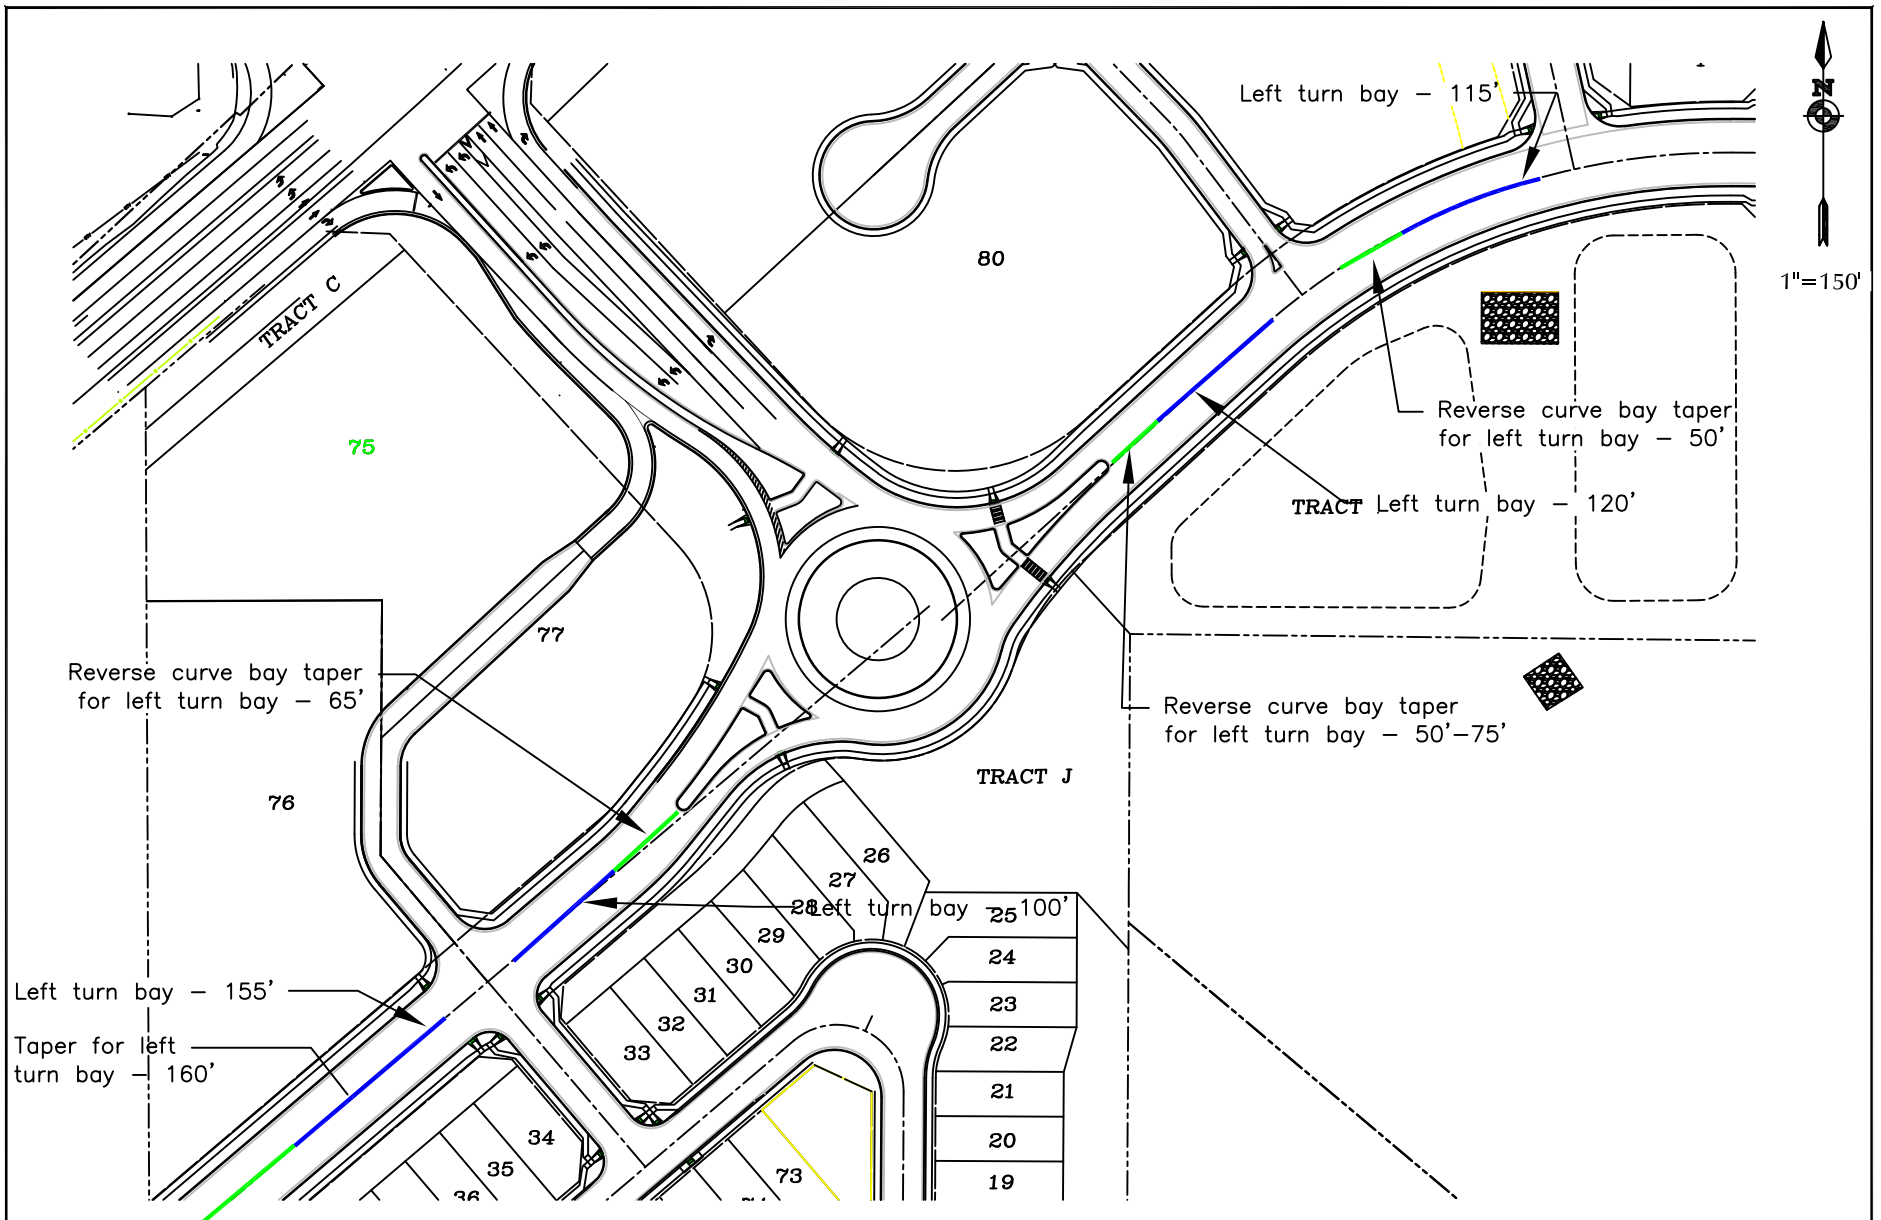 Left turn bay – 115'
N
1"=150'
80
TRACT C
75
Reverse curve bay taper
for left turn bay – 50'
TRACT
Left turn bay – 120'
77
Reverse curve bay taper
for left turn bay – 65'
Reverse curve bay taper
for left turn bay – 50'–75'
TRACT J
76
26
27
28
Left turn bay – 100'
25
29
24
30
Left turn bay – 155'
31
23
32
22
33
Taper for left
turn bay – 160'
21
34
20
35
73
19
36